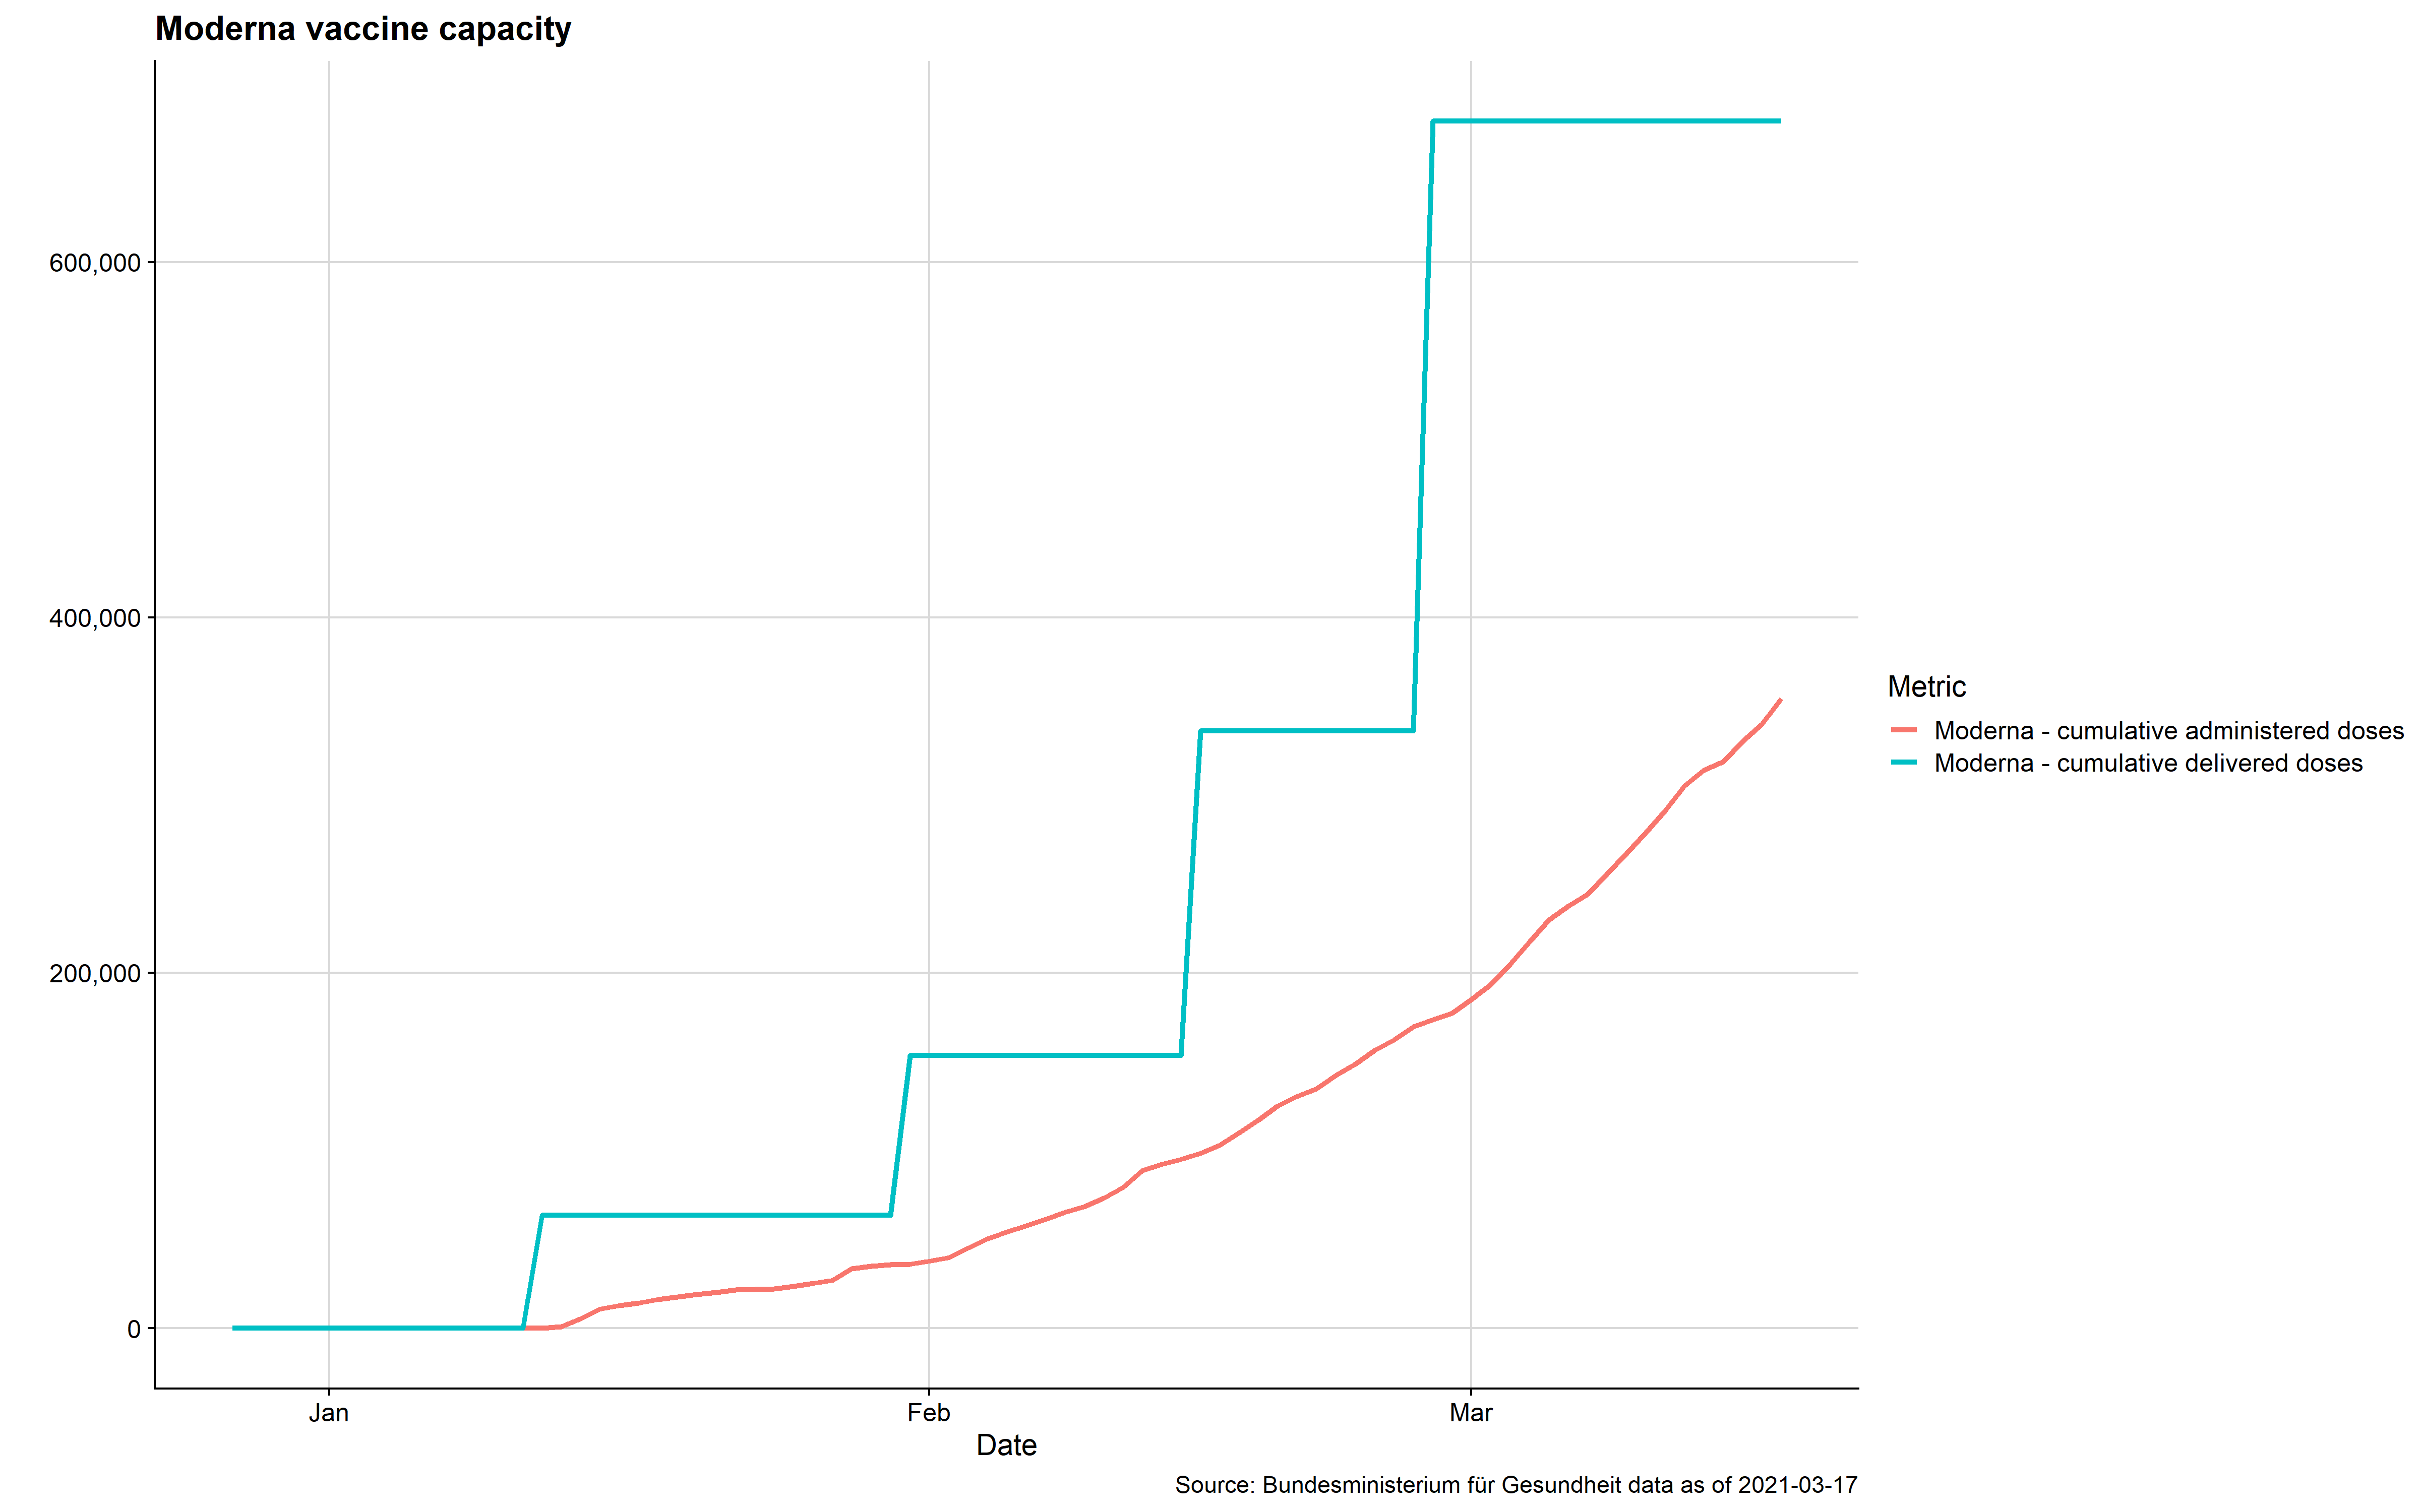 Moderna vaccine capacity
600,000
400,000
200,000
0
Jan
Feb
Mar
Date
Metric
Moderna - cumulative administered doses
Moderna - cumulative delivered doses
Source: Bundesministerium für Gesundheit data as of 2021-03-17